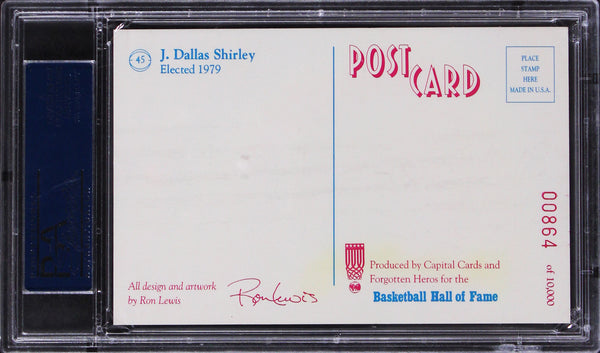 45
J. Dallas Shirley
Elected 1979
POST CARD
PLACE
STAMP
HERE
MADE IN U.S.A.
00864 of 10,000
Produced by Capital Cards and
Forgotten Heros for the
Basketball Hall of Fame
All design and artwork
by Ron Lewis
Ron Lewis
PSA